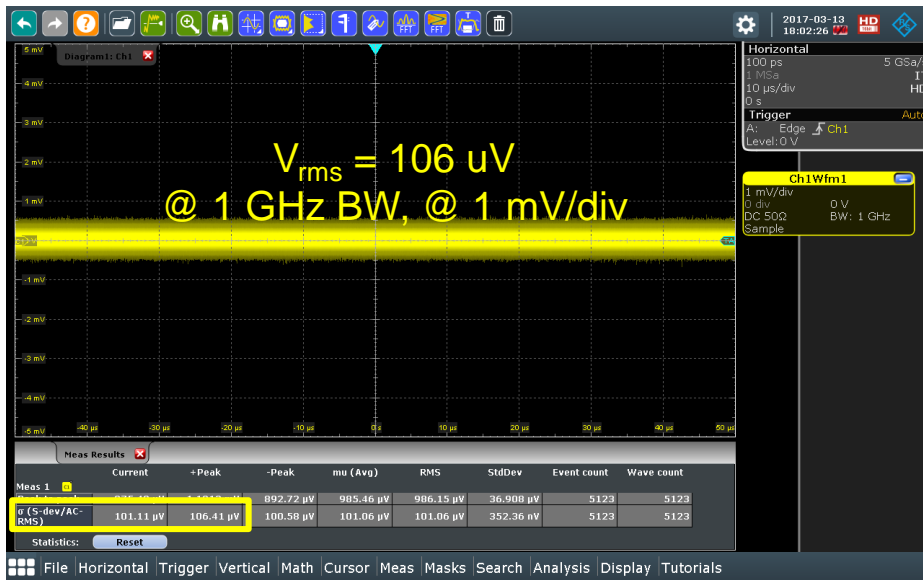 2017-03-13
HD
18:02:26
FFT
FFT
Diagram1: Ch1
5 mV
4 mV
3 mV
2 mV
1 mV
-1 mV
-2 mV
-3 mV
-4 mV
-5 mV
-40 µs -30 µs -20 µs -10 µs 0 s 10 µs 20 µs 30 µs 40 µs 50 µs
Vrms = 106 uV
@ 1 GHz BW, @ 1 mV/div
TA
Horizontal
100 ps 5 GSa/
1 MSa
10 µs/div HD
0 s
Trigger Auto
A: Edge Ch1
Level: 0 V
Ch1Wfm1
1 mV/div
0 div 0 V
DC 50Ω BW: 1 GHz
Sample
Meas Results
Current +Peak -Peak mu (Avg) RMS StdDev Event count Wave count
Meas 1
892.72 µV 985.46 µV 986.15 µV 36.908 µV 5123 5123
σ (S-dev/AC-
RMS) 101.11 µV 106.41 µV 100.58 µV 101.06 µV 101.06 µV 352.36 nV 5123 5123
Statistics: Reset
File Horizontal Trigger Vertical Math Cursor Meas Masks Search Analysis Display Tutorials